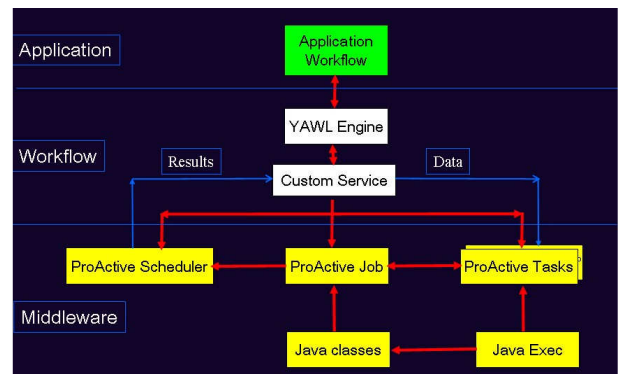 Application
Application
Workflow
YAWL Engine
Workflow
Results
Data
Custom Service
ProActive Scheduler
ProActive Job
ProActive Tasks
Middleware
Java classes
Java Exec